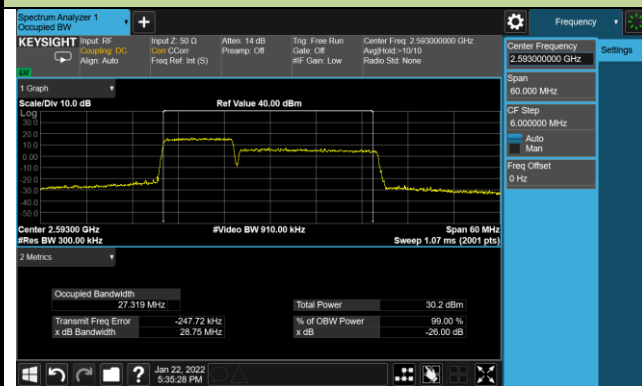 Spectrum Analyzer 1
Occupied BW
Frequency
KEYSIGHT
Input: RF
Coupling: DC
Align: Auto
Input Z: 50 Ω
Corr CCorr
Freq Ref: Int (S)
Atten: 14 dB
Preamp: Off
Trig: Free Run
Gate: Off
#IF Gain: Low
Center Freq: 2.593000000 GHz
Avg|Hold:>10/10
Radio Std: None
Center Frequency
2.593000000 GHz
Settings
Span
60.000 MHz
CF Step
6.000000 MHz
Auto
Man
Freq Offset
0 Hz
1 Graph
Scale/Div 10.0 dB
Ref Value 40.00 dBm
Log
30.0
20.0
10.0
0.00
-10.0
-20.0
-30.0
-40.0
-50.0
Center 2.59300 GHz
#Video BW 910.00 kHz
Span 60 MHz
#Res BW 300.00 kHz
Sweep 1.07 ms (2001 pts)
2 Metrics
Occupied Bandwidth
27.319 MHz
Total Power 30.2 dBm
Transmit Freq Error -247.72 kHz
% of OBW Power 99.00 %
x dB Bandwidth 28.75 MHz
x dB -26.00 dB
Jan 22, 2022
5:35:28 PM